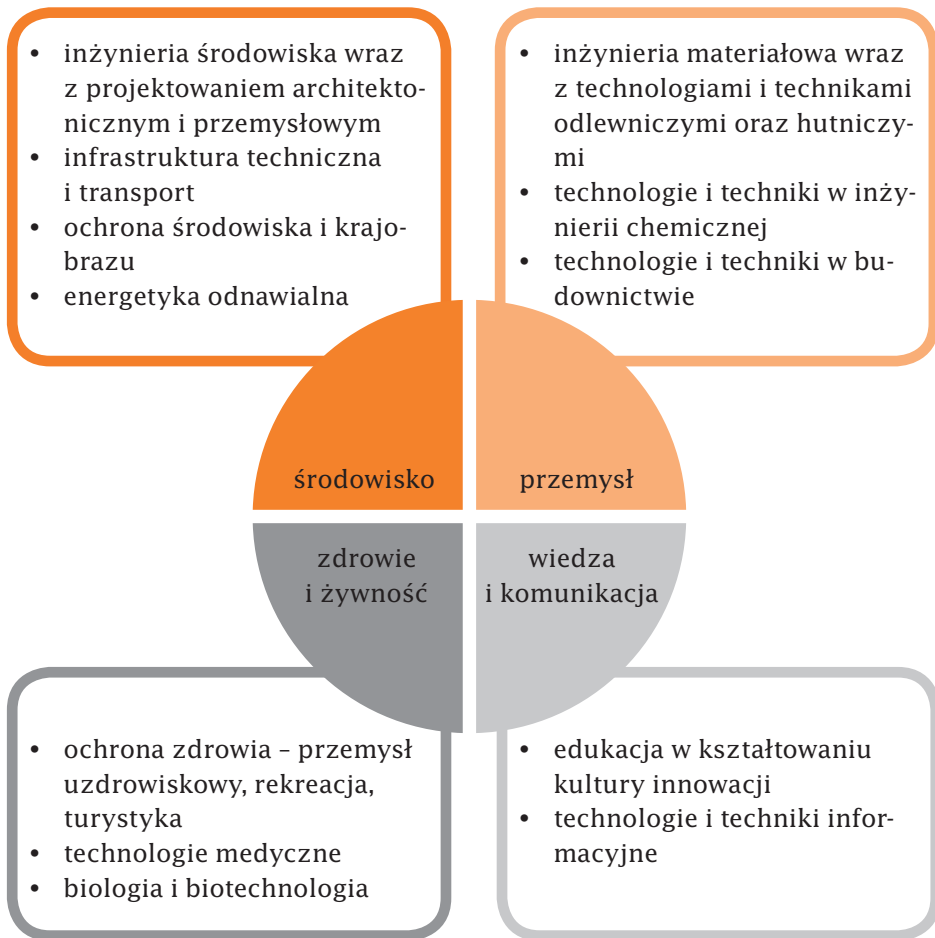 • inżynieria środowiska wraz
z projektowaniem architekto-
nicznym i przemysłowym
• infrastruktura techniczna
i transport
• ochrona środowiska i krajo-
brazu
• energetyka odnawialna
• inżynieria materiałowa wraz
z technologiami i technikami
odlewniczymi oraz hutniczy-
mi
• technologie i techniki w inży-
nierii chemicznej
• technologie i techniki w bu-
downictwie
środowisko
przemysł
zdrowie
i żywność
wiedza
i komunikacja
• ochrona zdrowia – przemysł
uzdrowiskowy, rekreacja,
turystyka
• technologie medyczne
• biologia i biotechnologia
• edukacja w kształtowaniu
kultury innowacji
• technologie i techniki infor-
macyjne